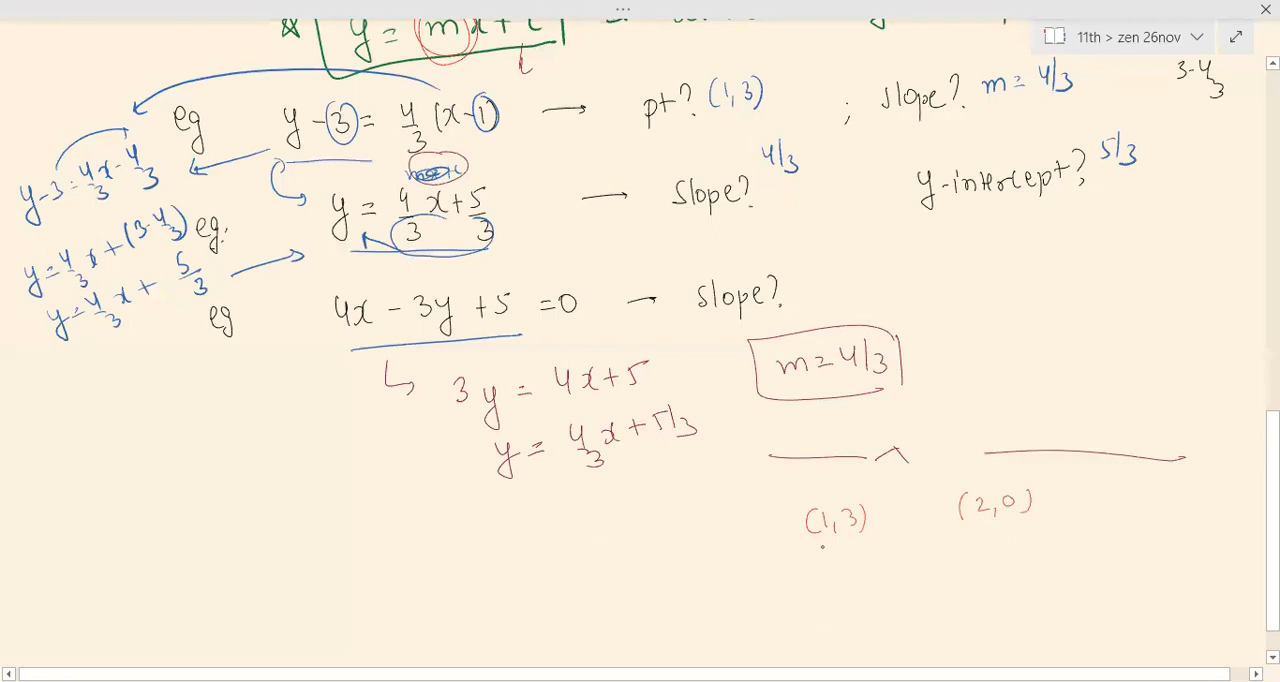 y = mx + c
11th > zen 26nov
3-4/3
eg y - 3 = 4/3 (x - 1) → pt? (1, 3) ; slope? m = 4/3
y - 3 = 4/3 x - 4/3
y = 4/3 x + 5/3 → slope? 4/3 y-intercept? 5/3
y = 4/3 x + (3 - 4/3) eg.
y = 4/3 x + 5/3
eg 4x - 3y + 5 = 0 → slope?
3y = 4x + 5 m = 4/3
y = 4/3 x + 5/3
(1, 3) (2, 0)